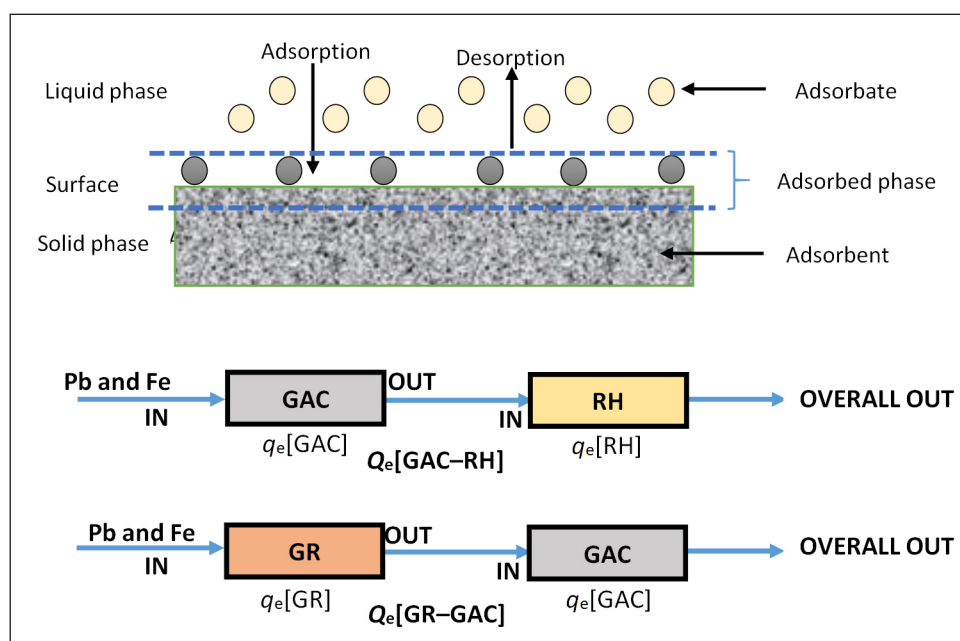 Adsorption
Desorption
Liquid phase
Adsorbate
Surface
Adsorbed phase
Solid phase
Adsorbent
Pb and Fe
IN
GAC
OUT
IN
RH
OVERALL OUT
qe[GAC]
Qe[GAC–RH]
qe[RH]
Pb and Fe
IN
GR
OUT
IN
GAC
OVERALL OUT
qe[GR]
Qe[GR–GAC]
qe[GAC]